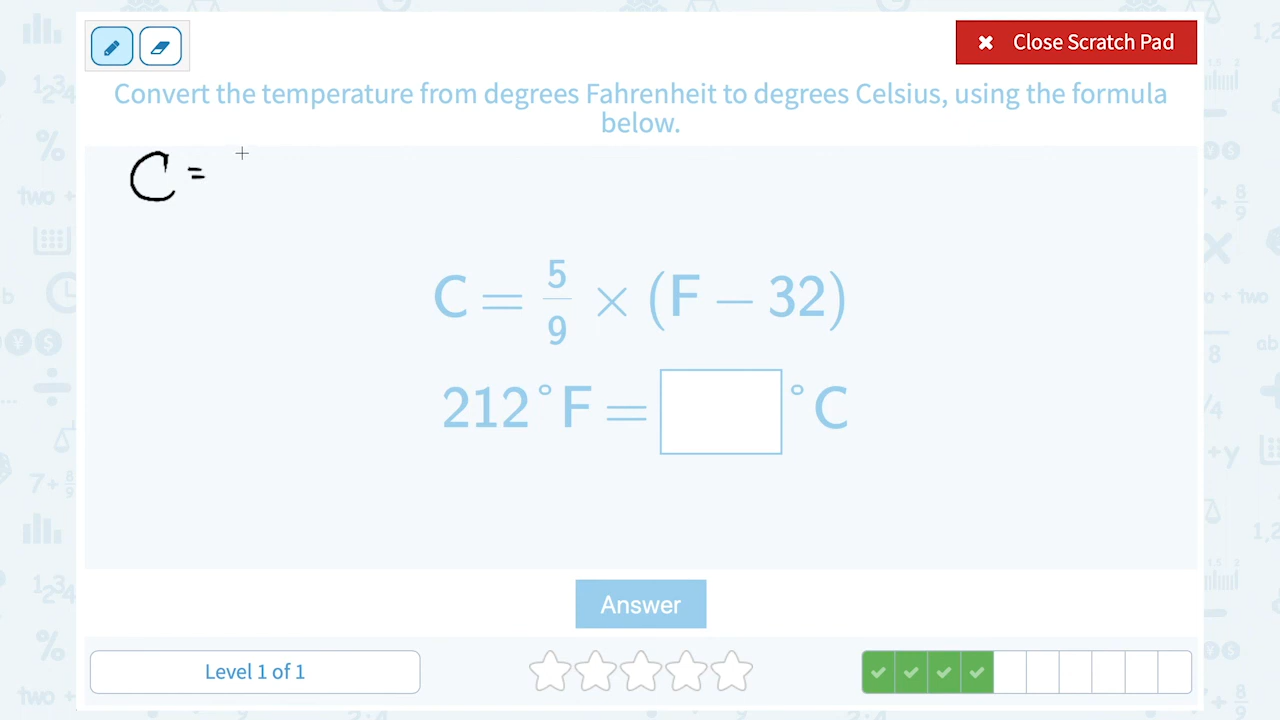 Close Scratch Pad
Convert the temperature from degrees Fahrenheit to degrees Celsius, using the formula
below.
C =
C = 5/9 × (F − 32)
212°F = °C
Answer
Level 1 of 1